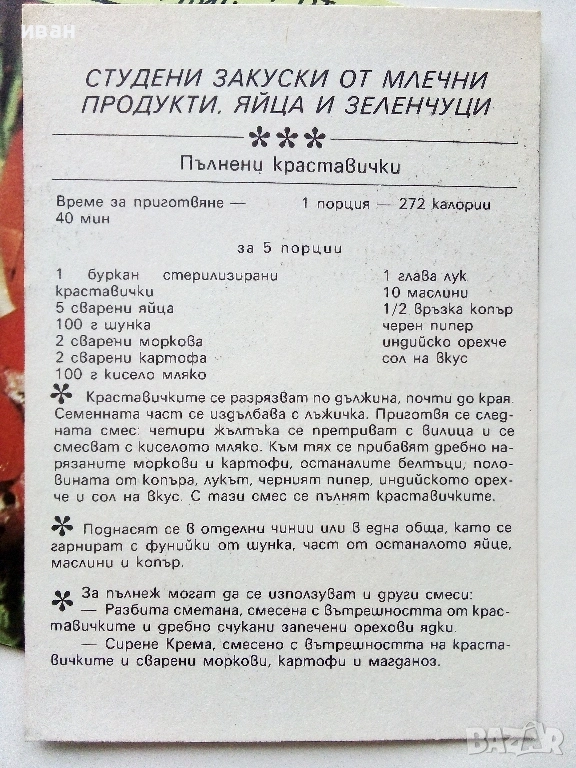 иван
СТУДЕНИ ЗАКУСКИ ОТ МЛЕЧНИ
ПРОДУКТИ, ЯЙЦА И ЗЕЛЕНЧУЦИ
Пълнени краставички
Време за приготвяне —
40 мин
1 порция — 272 калории
за 5 порции
1 буркан стерилизирани
краставички
5 сварени яйца
100 г шунка
2 сварени моркова
2 сварени картофа
100 г кисело мляко
1 глава лук
10 маслини
1/2 връзка копър
черен пипер
индийско орехче
сол на вкус
Краставичките се разрязват по дължина, почти до края.
Семенната част се издълбава с лъжичка. Приготвя се след-
ната смес: четири жълтъка се претриват с вилица и се
смесват с киселото мляко. Към тях се прибавят дребно на-
рязаните моркови и картофи, останалите белтъци, поло-
вината от копъра, лукът, черният пипер, индийското орех-
че и сол на вкус. С тази смес се пълнят краставичките.
Поднасят се в отделни чинии или в една обща, като се
гарнират с фунийки от шунка, част от останалото яйце,
маслини и копър.
За пълнеж могат да се използуват и други смеси:
— Разбита сметана, смесена с вътрешността от крас-
тавичките и дребно счукани запечени орехови ядки.
— Сирене Крема, смесено с вътрешността на краста-
вичките и сварени моркови, картофи и магданоз.
BAZAR